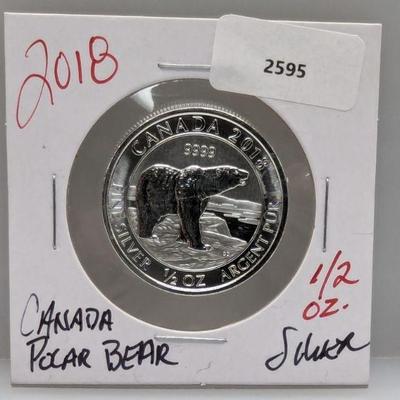 2018
2595
CANADA 2018
9999
FINE SILVER 1/2 OZ ARGENT PUR
1/2
OZ.
CANADA
POLAR BEAR
SILVER